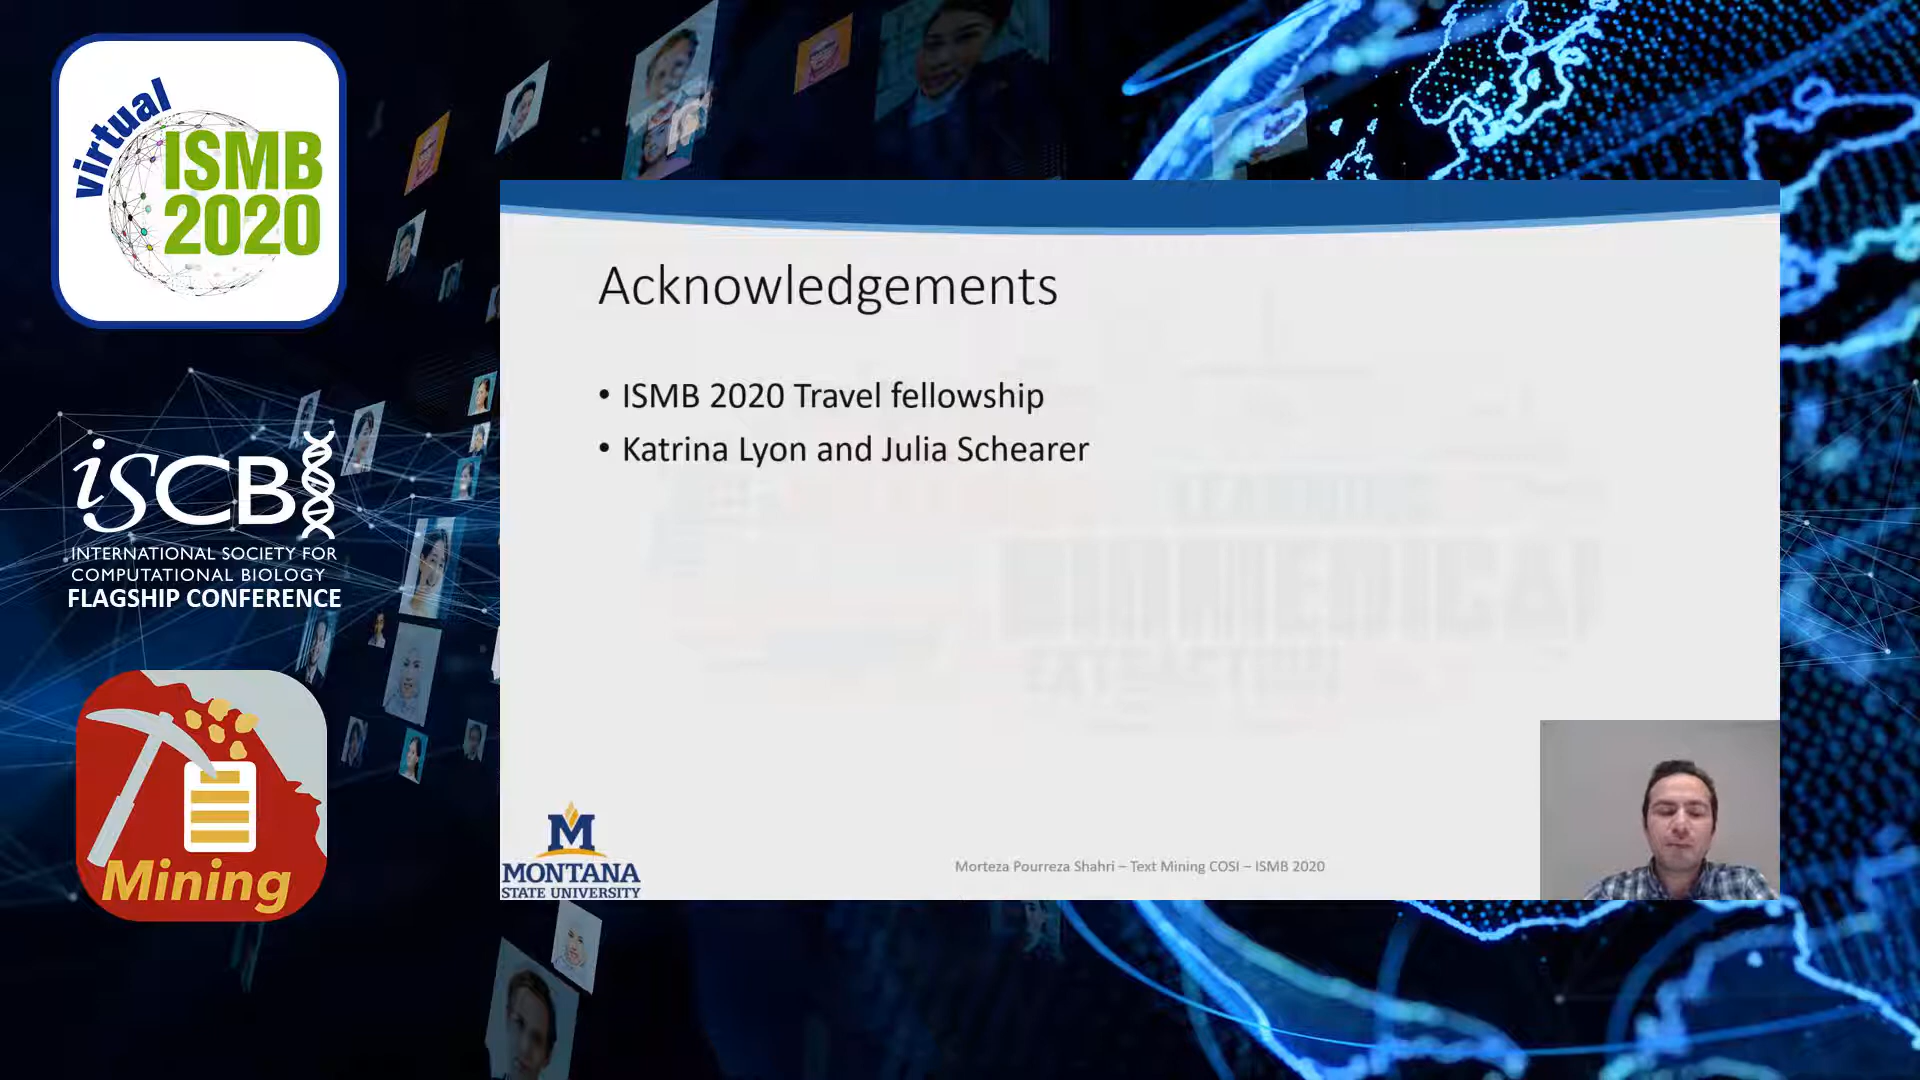 virtual
ISMB
2020
iSCB
INTERNATIONAL SOCIETY FOR
COMPUTATIONAL BIOLOGY
FLAGSHIP CONFERENCE
Mining
Acknowledgements
• ISMB 2020 Travel fellowship
• Katrina Lyon and Julia Schearer
M
MONTANA
STATE UNIVERSITY
Morteza Pourreza Shahri – Text Mining COSI – ISMB 2020
BIOMEDICAL